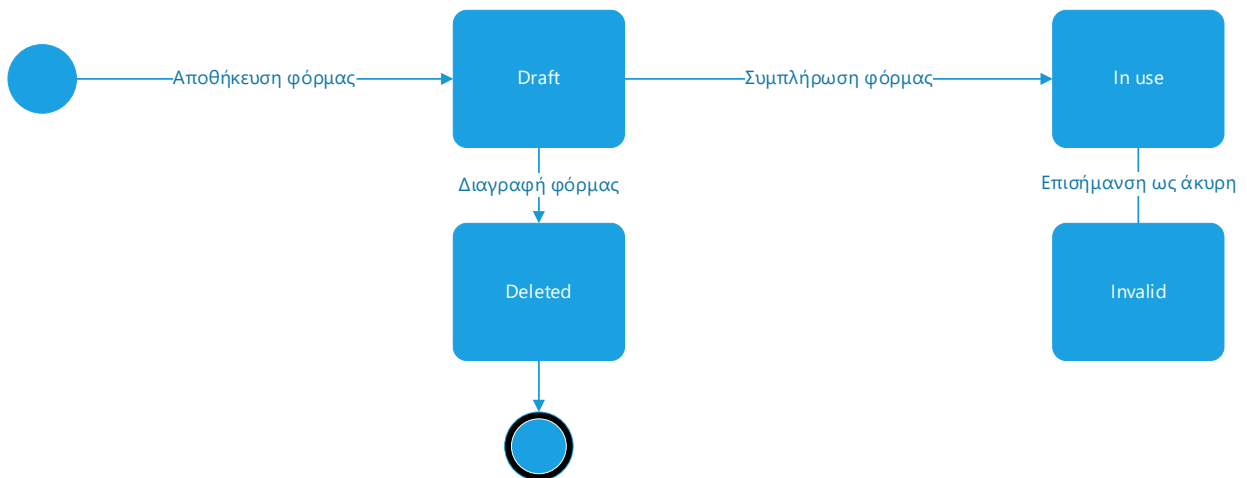 Αποθήκευση φόρμας
Draft
Συμπλήρωση φόρμας
In use
Διαγραφή φόρμας
Επισήμανση ως άκυρη
Deleted
Invalid